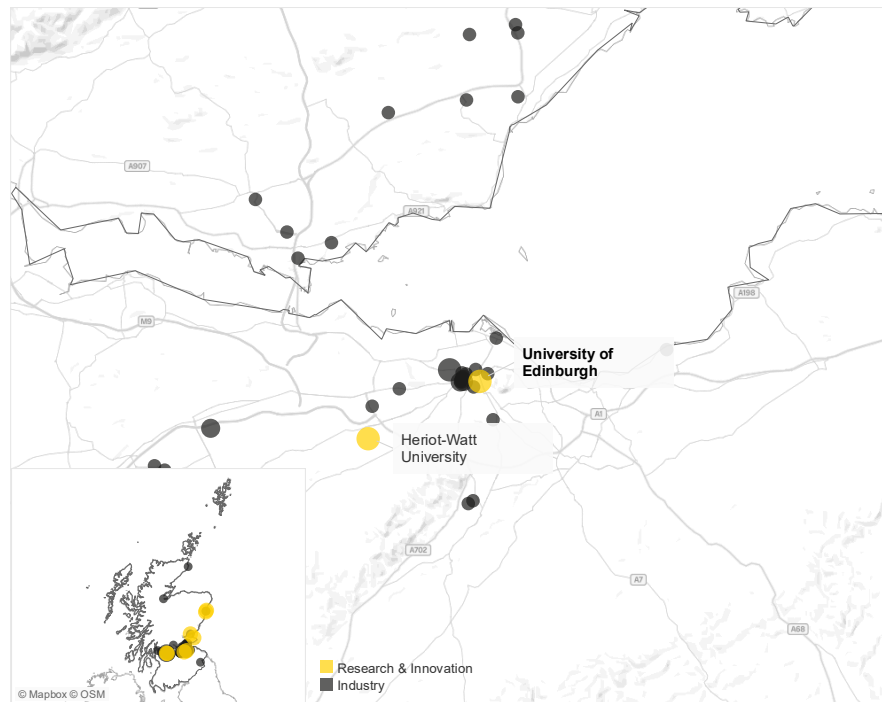 A907
A921
A198
M9
University of
Edinburgh
A1
Heriot-Watt
University
A702
A7
A68
Research & Innovation
Industry
© Mapbox © OSM